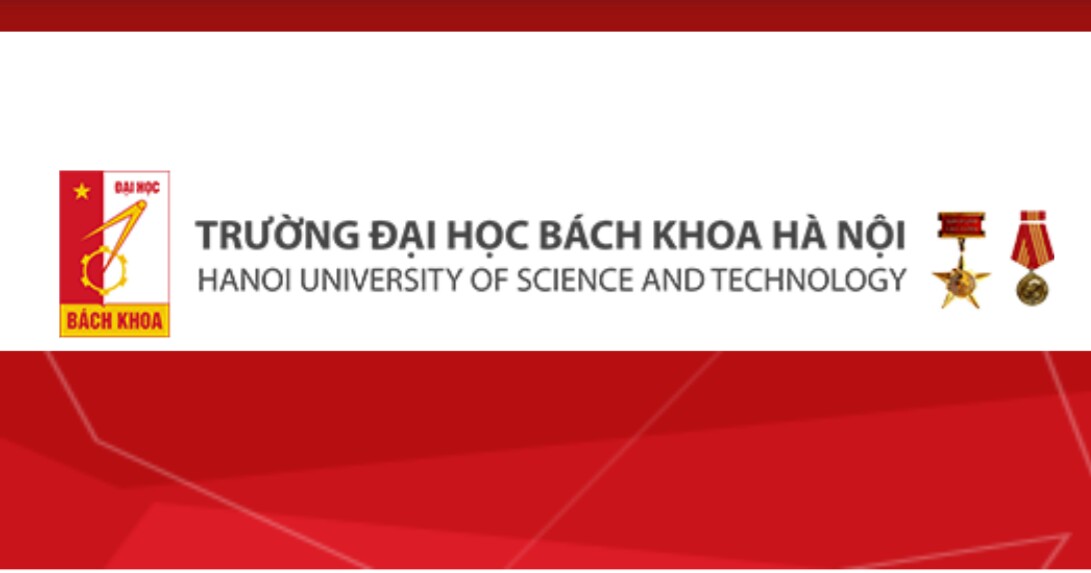 ĐẠI HỌC
BÁCH KHOA
TRƯỜNG ĐẠI HỌC BÁCH KHOA HÀ NỘI
HANOI UNIVERSITY OF SCIENCE AND TECHNOLOGY